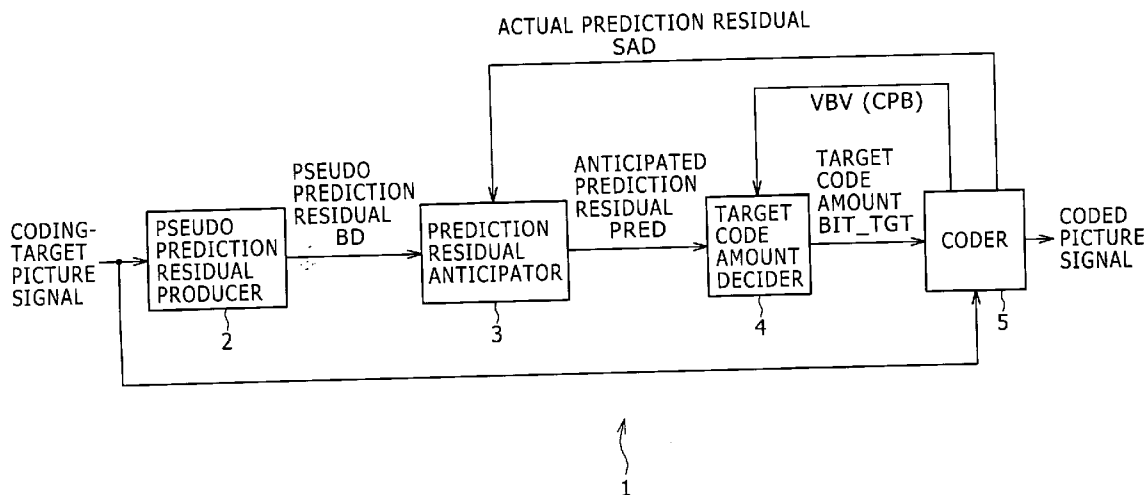 ACTUAL PREDICTION RESIDUAL
SAD
VBV (CPB)
PSEUDO
PREDICTION
RESIDUAL
BD
ANTICIPATED
PREDICTION
RESIDUAL
PRED
TARGET
CODE
AMOUNT
BIT_TGT
CODING-
TARGET
PICTURE
SIGNAL
PSEUDO
PREDICTION
RESIDUAL
PRODUCER
PREDICTION
RESIDUAL
ANTICIPATOR
TARGET
CODE
AMOUNT
DECIDER
CODER
CODED
PICTURE
SIGNAL
2
3
4
5
1